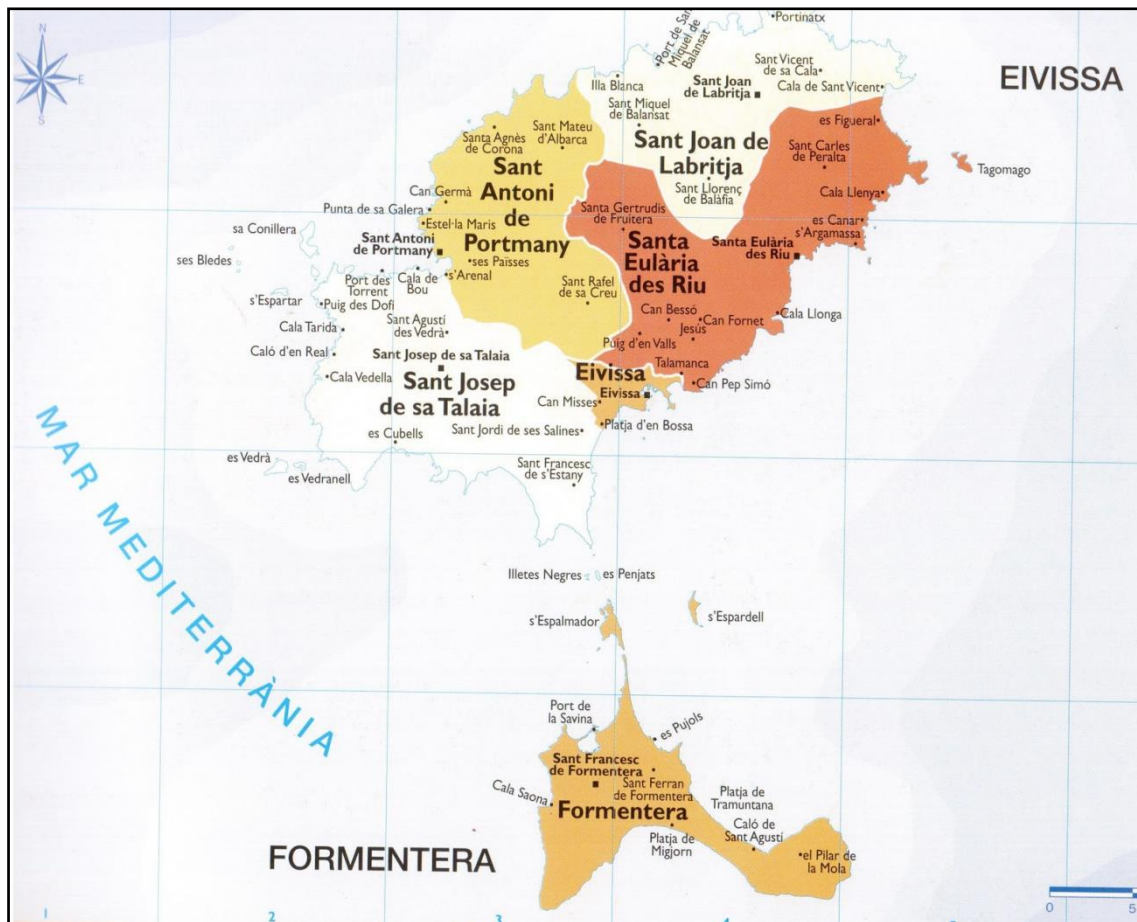 N
E
S
EIVISSA
FORMENTERA
MAR MEDITERRÀNIA
Portinatx
Port de Sant
Miquel de
Balansat
Illa Blanca
Sant Joan
de Labritja
Sant Vicent
de sa Cala
Cala de Sant Vicent
Sant Miquel
de Balansat
es Figueral
Sant Joan de
Labritja
Sant Carles
de Peralta
Tagomago
Santa Agnès
de Corona
Sant Mateu
d'Albarca
Sant
Antoni
de
Portmany
Sant Llorenç
de Balàfia
Cala Llenya
Can Germà
Punta de sa Galera
Estel·la Maris
Santa Gertrudis
de Fruitera
es Canar
s'Argamassa
sa Conillera
Sant Antoni
de Portmany
Santa
Eulària
des Riu
Santa Eulària
des Riu
ses Bledes
ses Païsses
s'Arenal
Cala de
Bou
Port des
Torrent
Sant Rafel
de sa Creu
s'Espartar
Puig des Dofí
Can Bessó
Can Fornet
Cala Llonga
Cala Tarida
Sant Agustí
des Vedrà
Jesús
Puig d'en Valls
Caló d'en Real
Sant Josep de sa Talaia
Talamanca
Eivissa
Cala Vedella
Sant Josep
de sa Talaia
Eivissa
Can Pep Simó
Can Misses
es Cubells
Sant Jordi de ses Salines
Platja d'en Bossa
es Vedrà
es Vedranell
Sant Francesc
de s'Estany
Illetes Negres
es Penjats
s'Espalmador
s'Espardell
Port de
la Savina
es Pujols
Sant Francesc
de Formentera
Sant Ferran
de Formentera
Cala Saona
Formentera
Platja de
Tramuntana
Platja de
Migjorn
Caló de
Sant Agustí
el Pilar de
la Mola
0
1
2
3